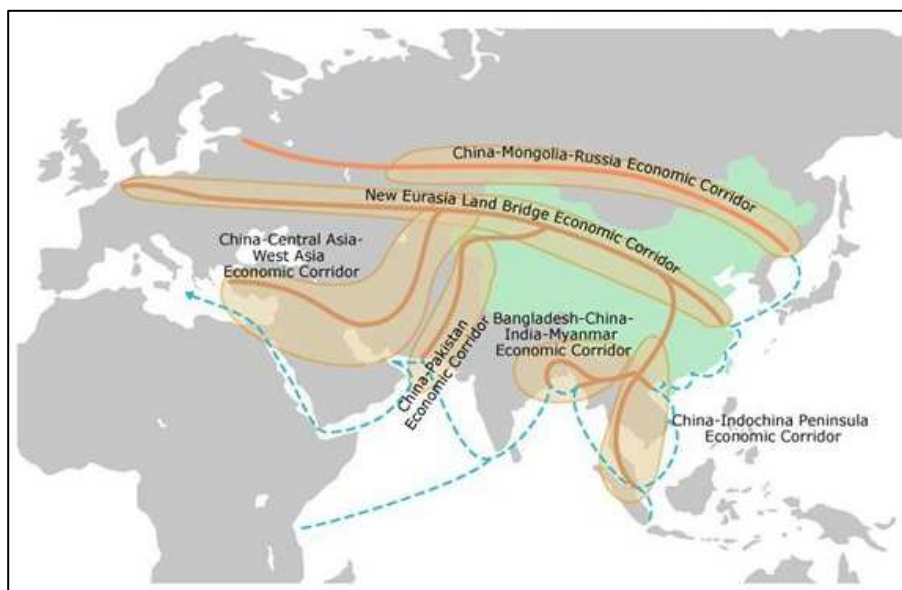 China-Mongolia-Russia Economic Corridor
New Eurasia Land Bridge Economic Corridor
China-Central Asia-
West Asia
Economic Corridor
China-Pakistan
Economic Corridor
Bangladesh-China-
India-Myanmar
Economic Corridor
China-Indochina Peninsula
Economic Corridor